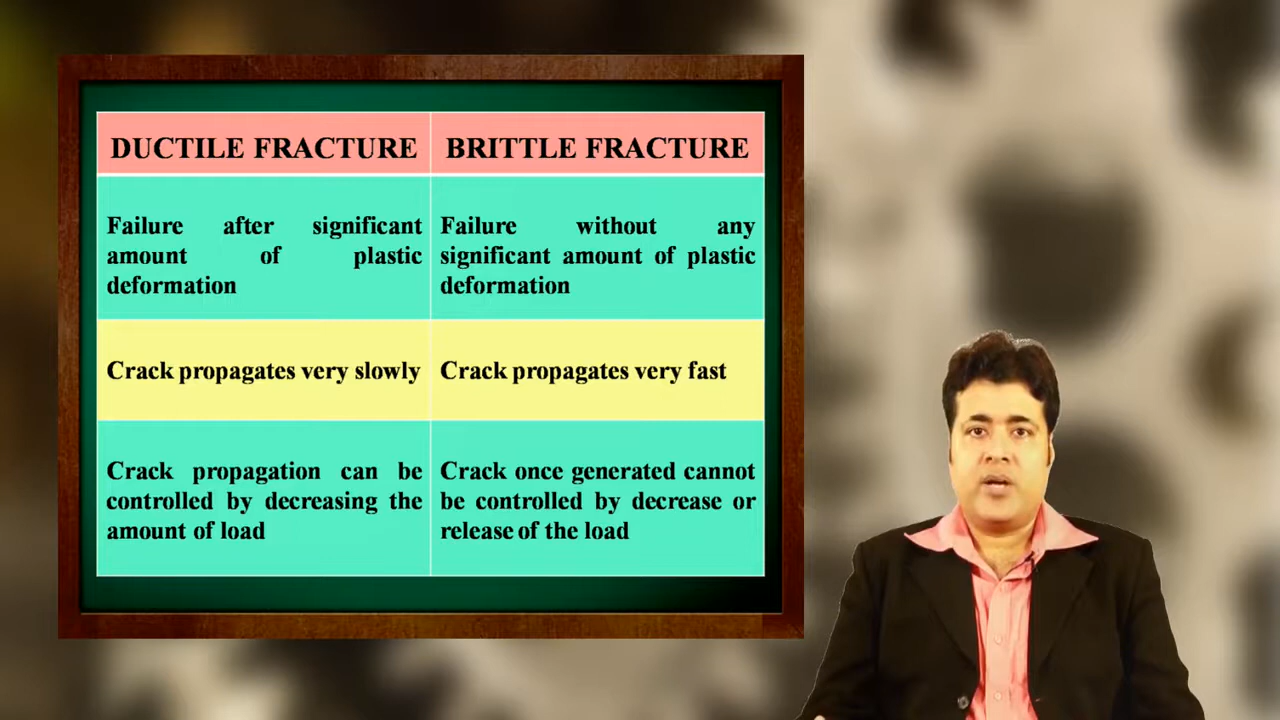 DUCTILE FRACTURE
BRITTLE FRACTURE
Failure after significant
amount of plastic
deformation
Failure without any
significant amount of plastic
deformation
Crack propagates very slowly
Crack propagates very fast
Crack propagation can be
controlled by decreasing the
amount of load
Crack once generated cannot
be controlled by decrease or
release of the load